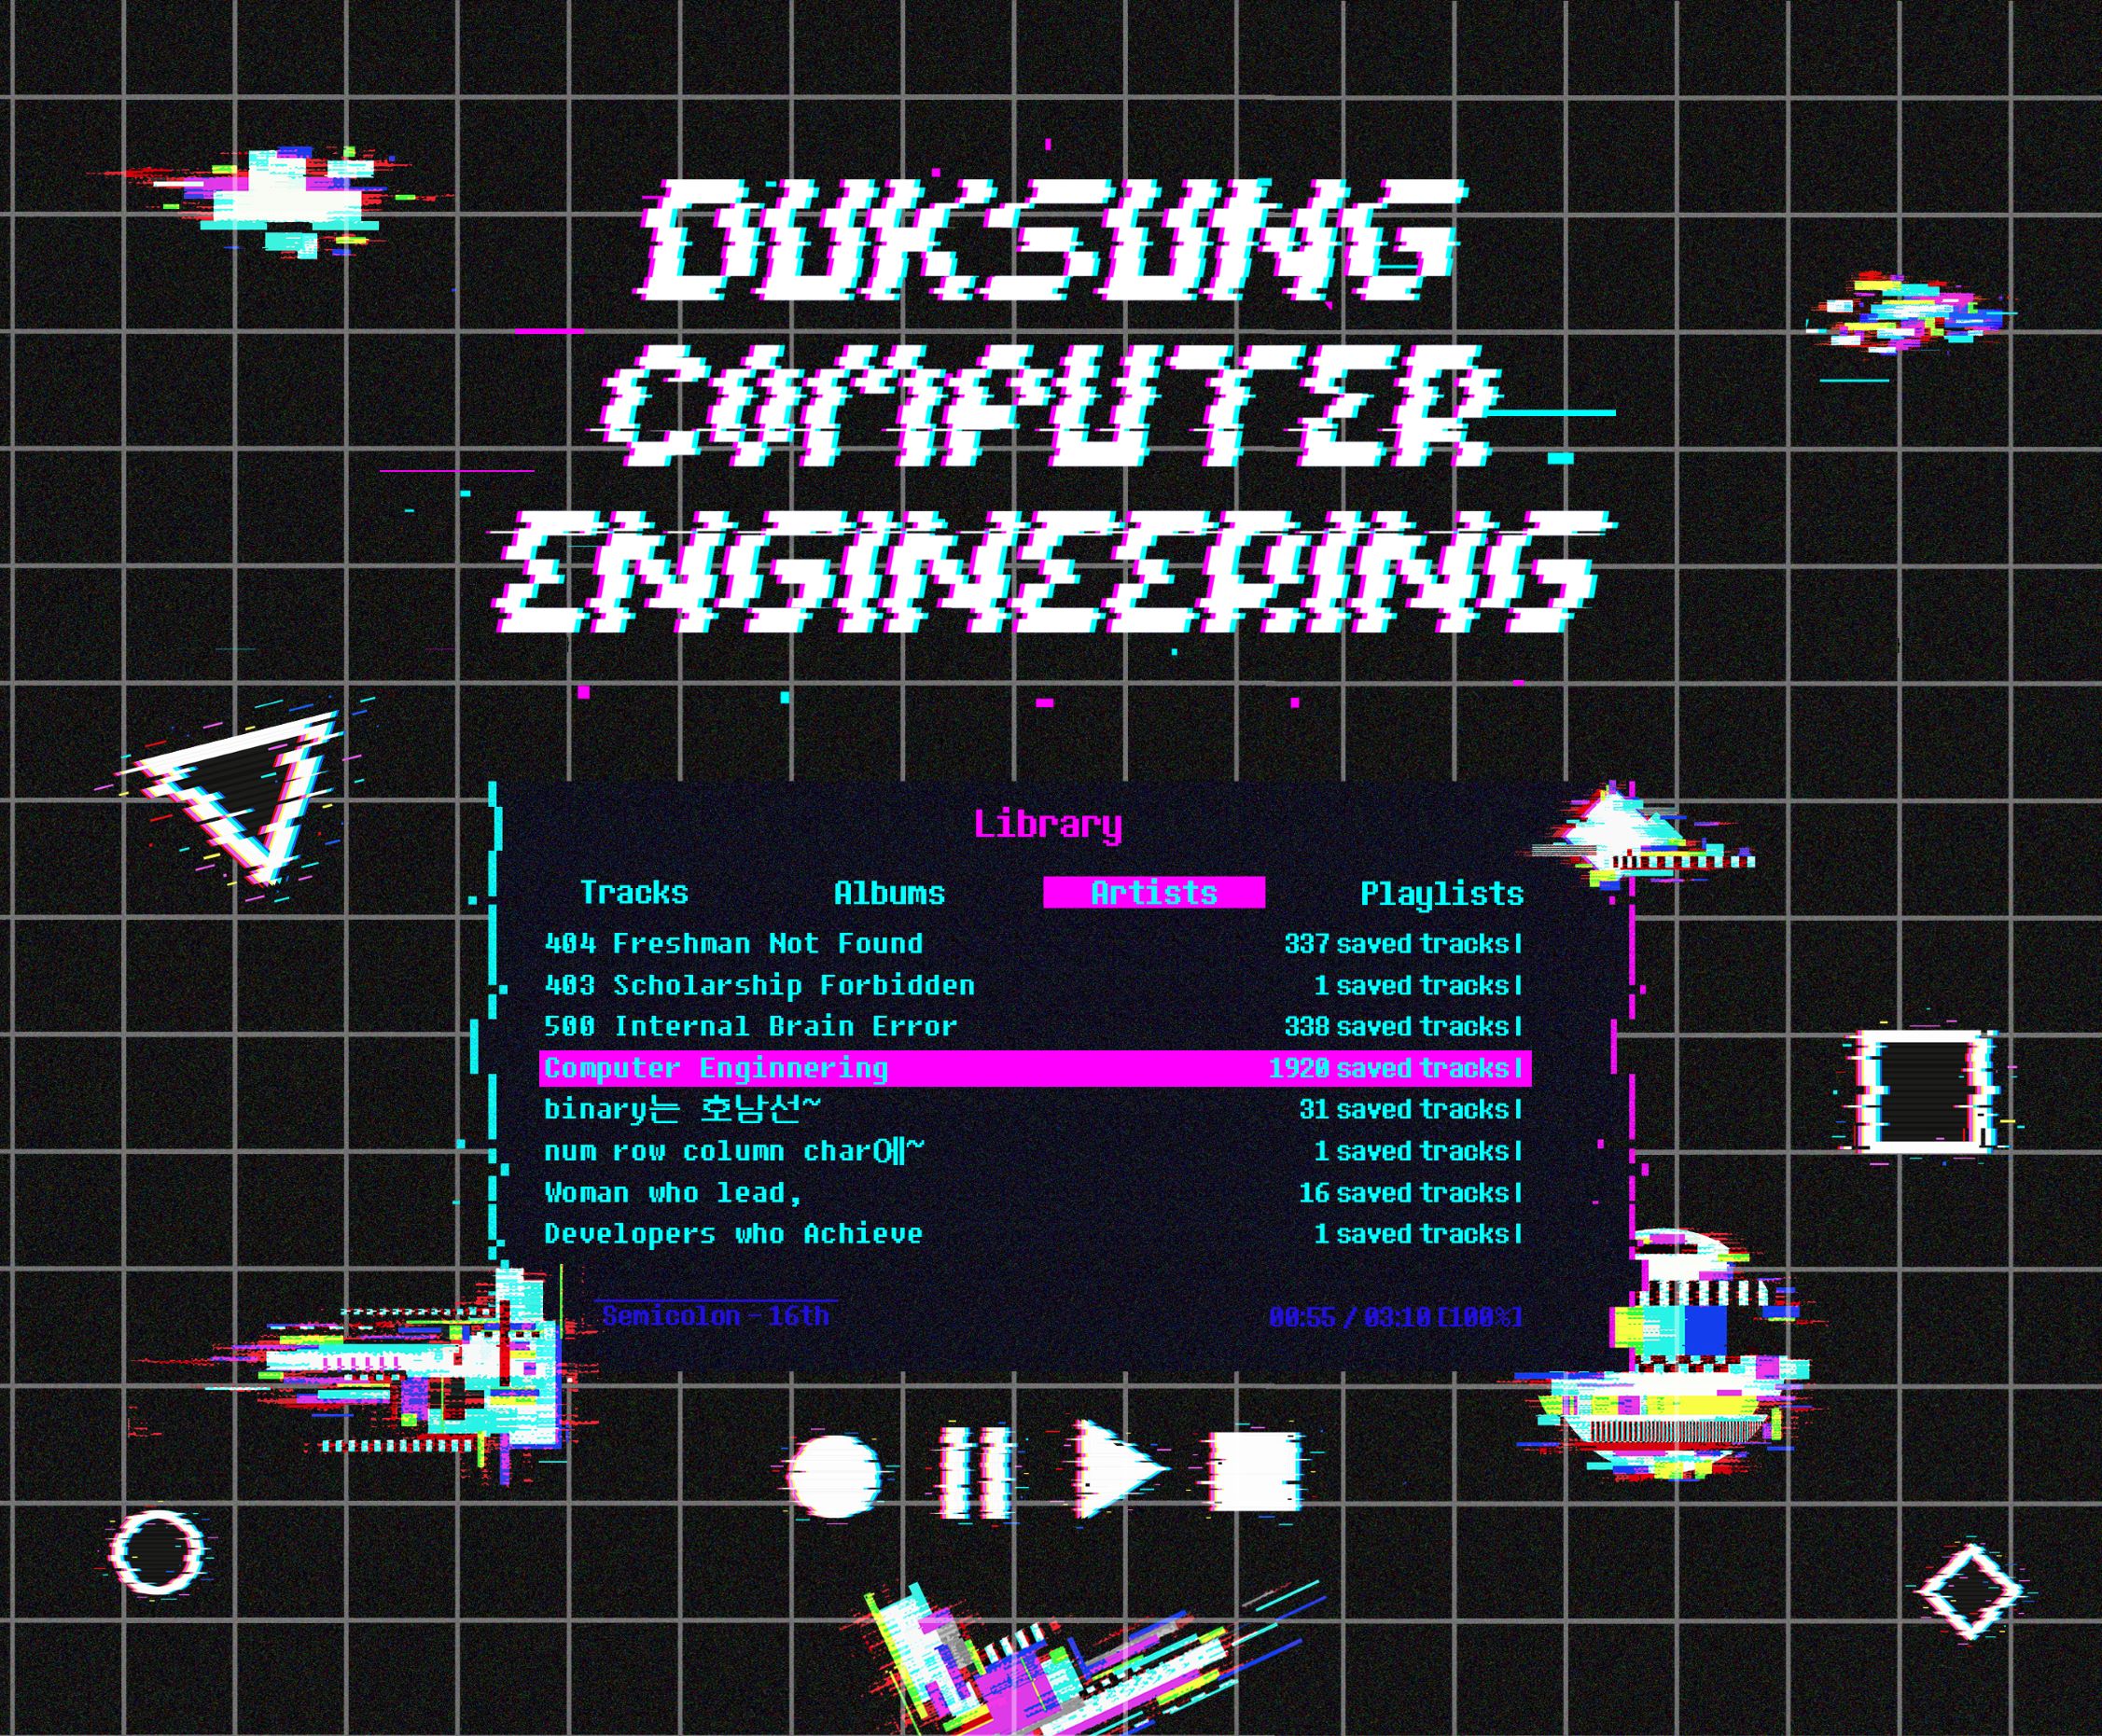 DUKSUNG
COMPUTER
ENGINEERING
Library
Tracks Albums Artists Playlists
404 Freshman Not Found 337 saved tracks|
403 Scholarship Forbidden 1 saved tracks|
500 Internal Brain Error 338 saved tracks|
Computer Enginnering 1920 saved tracks|
binary는 호남선~ 31 saved tracks|
num row column char에~ 1 saved tracks|
Woman who lead, 16 saved tracks|
Developers who Achieve 1 saved tracks|
Semicolon - 16th 00:55 / 03:10 [100%]